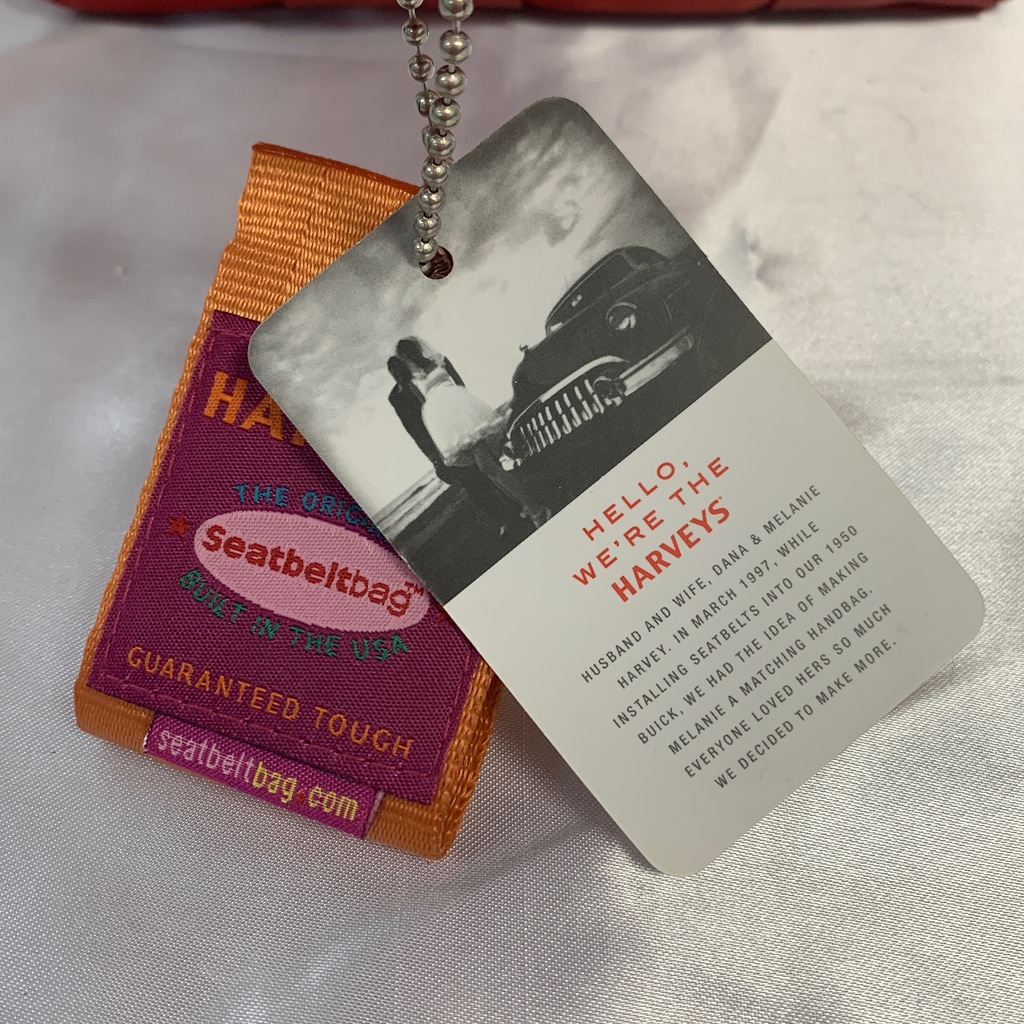 THE
Seatbeltbag™
BUILT IN THE USA
GUARANTEED TOUGH
seatbeltbag.com
HELLO,
WE'RE THE
HARVEYS
HUSBAND AND WIFE, DANA & MELANIE
HARVEY. IN MARCH 1997, WHILE
INSTALLING SEATBELTS INTO OUR 1950
BUICK, WE HAD THE IDEA OF MAKING
MELANIE A MATCHING HANDBAG.
EVERYONE LOVED HERS SO MUCH
WE DECIDED TO MAKE MORE.